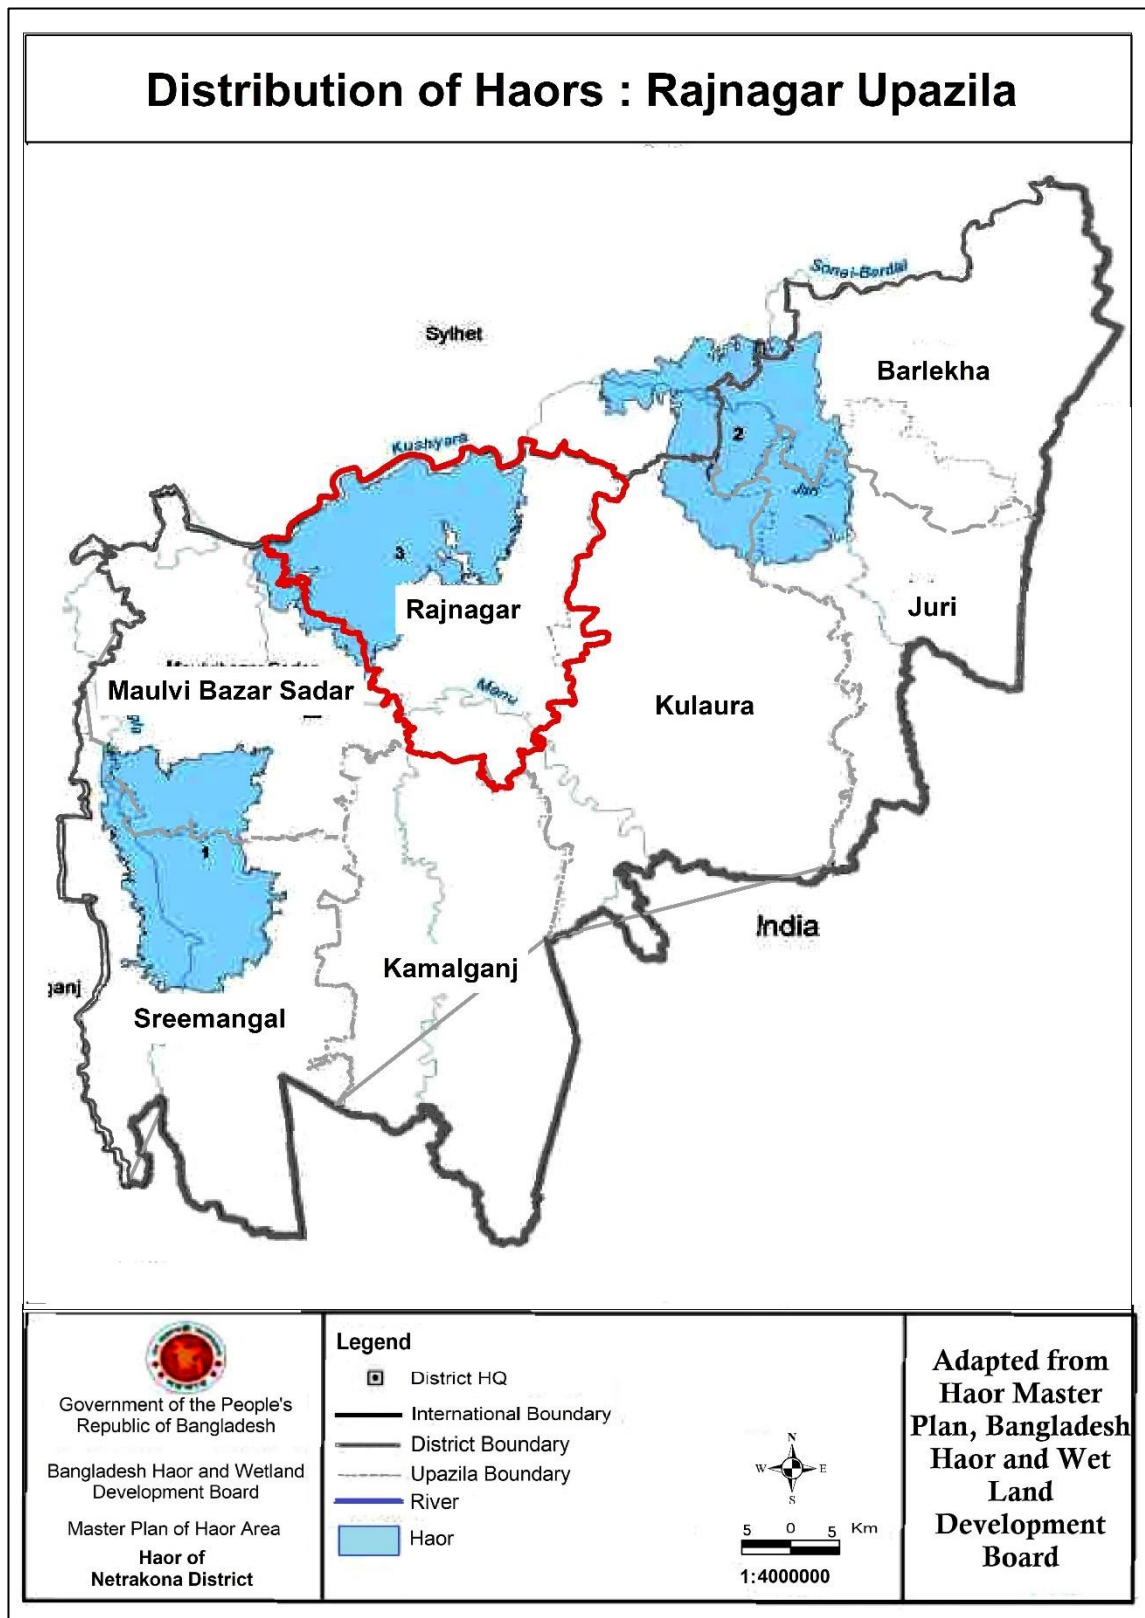 Distribution of Haors : Rajnagar Upazila
Sonai-Bardal
Sylhet
Barlekha
Kushyara
2
Juri
3
Rajnagar
Juri
Manu
Maulvi Bazar Sadar
Kulaura
1
India
Kamalganj
ganj
Sreemangal
Government of the People's
Republic of Bangladesh
Bangladesh Haor and Wetland
Development Board
Master Plan of Haor Area
Haor of
Netrakona District
Legend
District HQ
International Boundary
District Boundary
Upazila Boundary
River
Haor
N
W E
S
5 0 5 Km
1:4000000
Adapted from
Haor Master
Plan, Bangladesh
Haor and Wet
Land
Development
Board